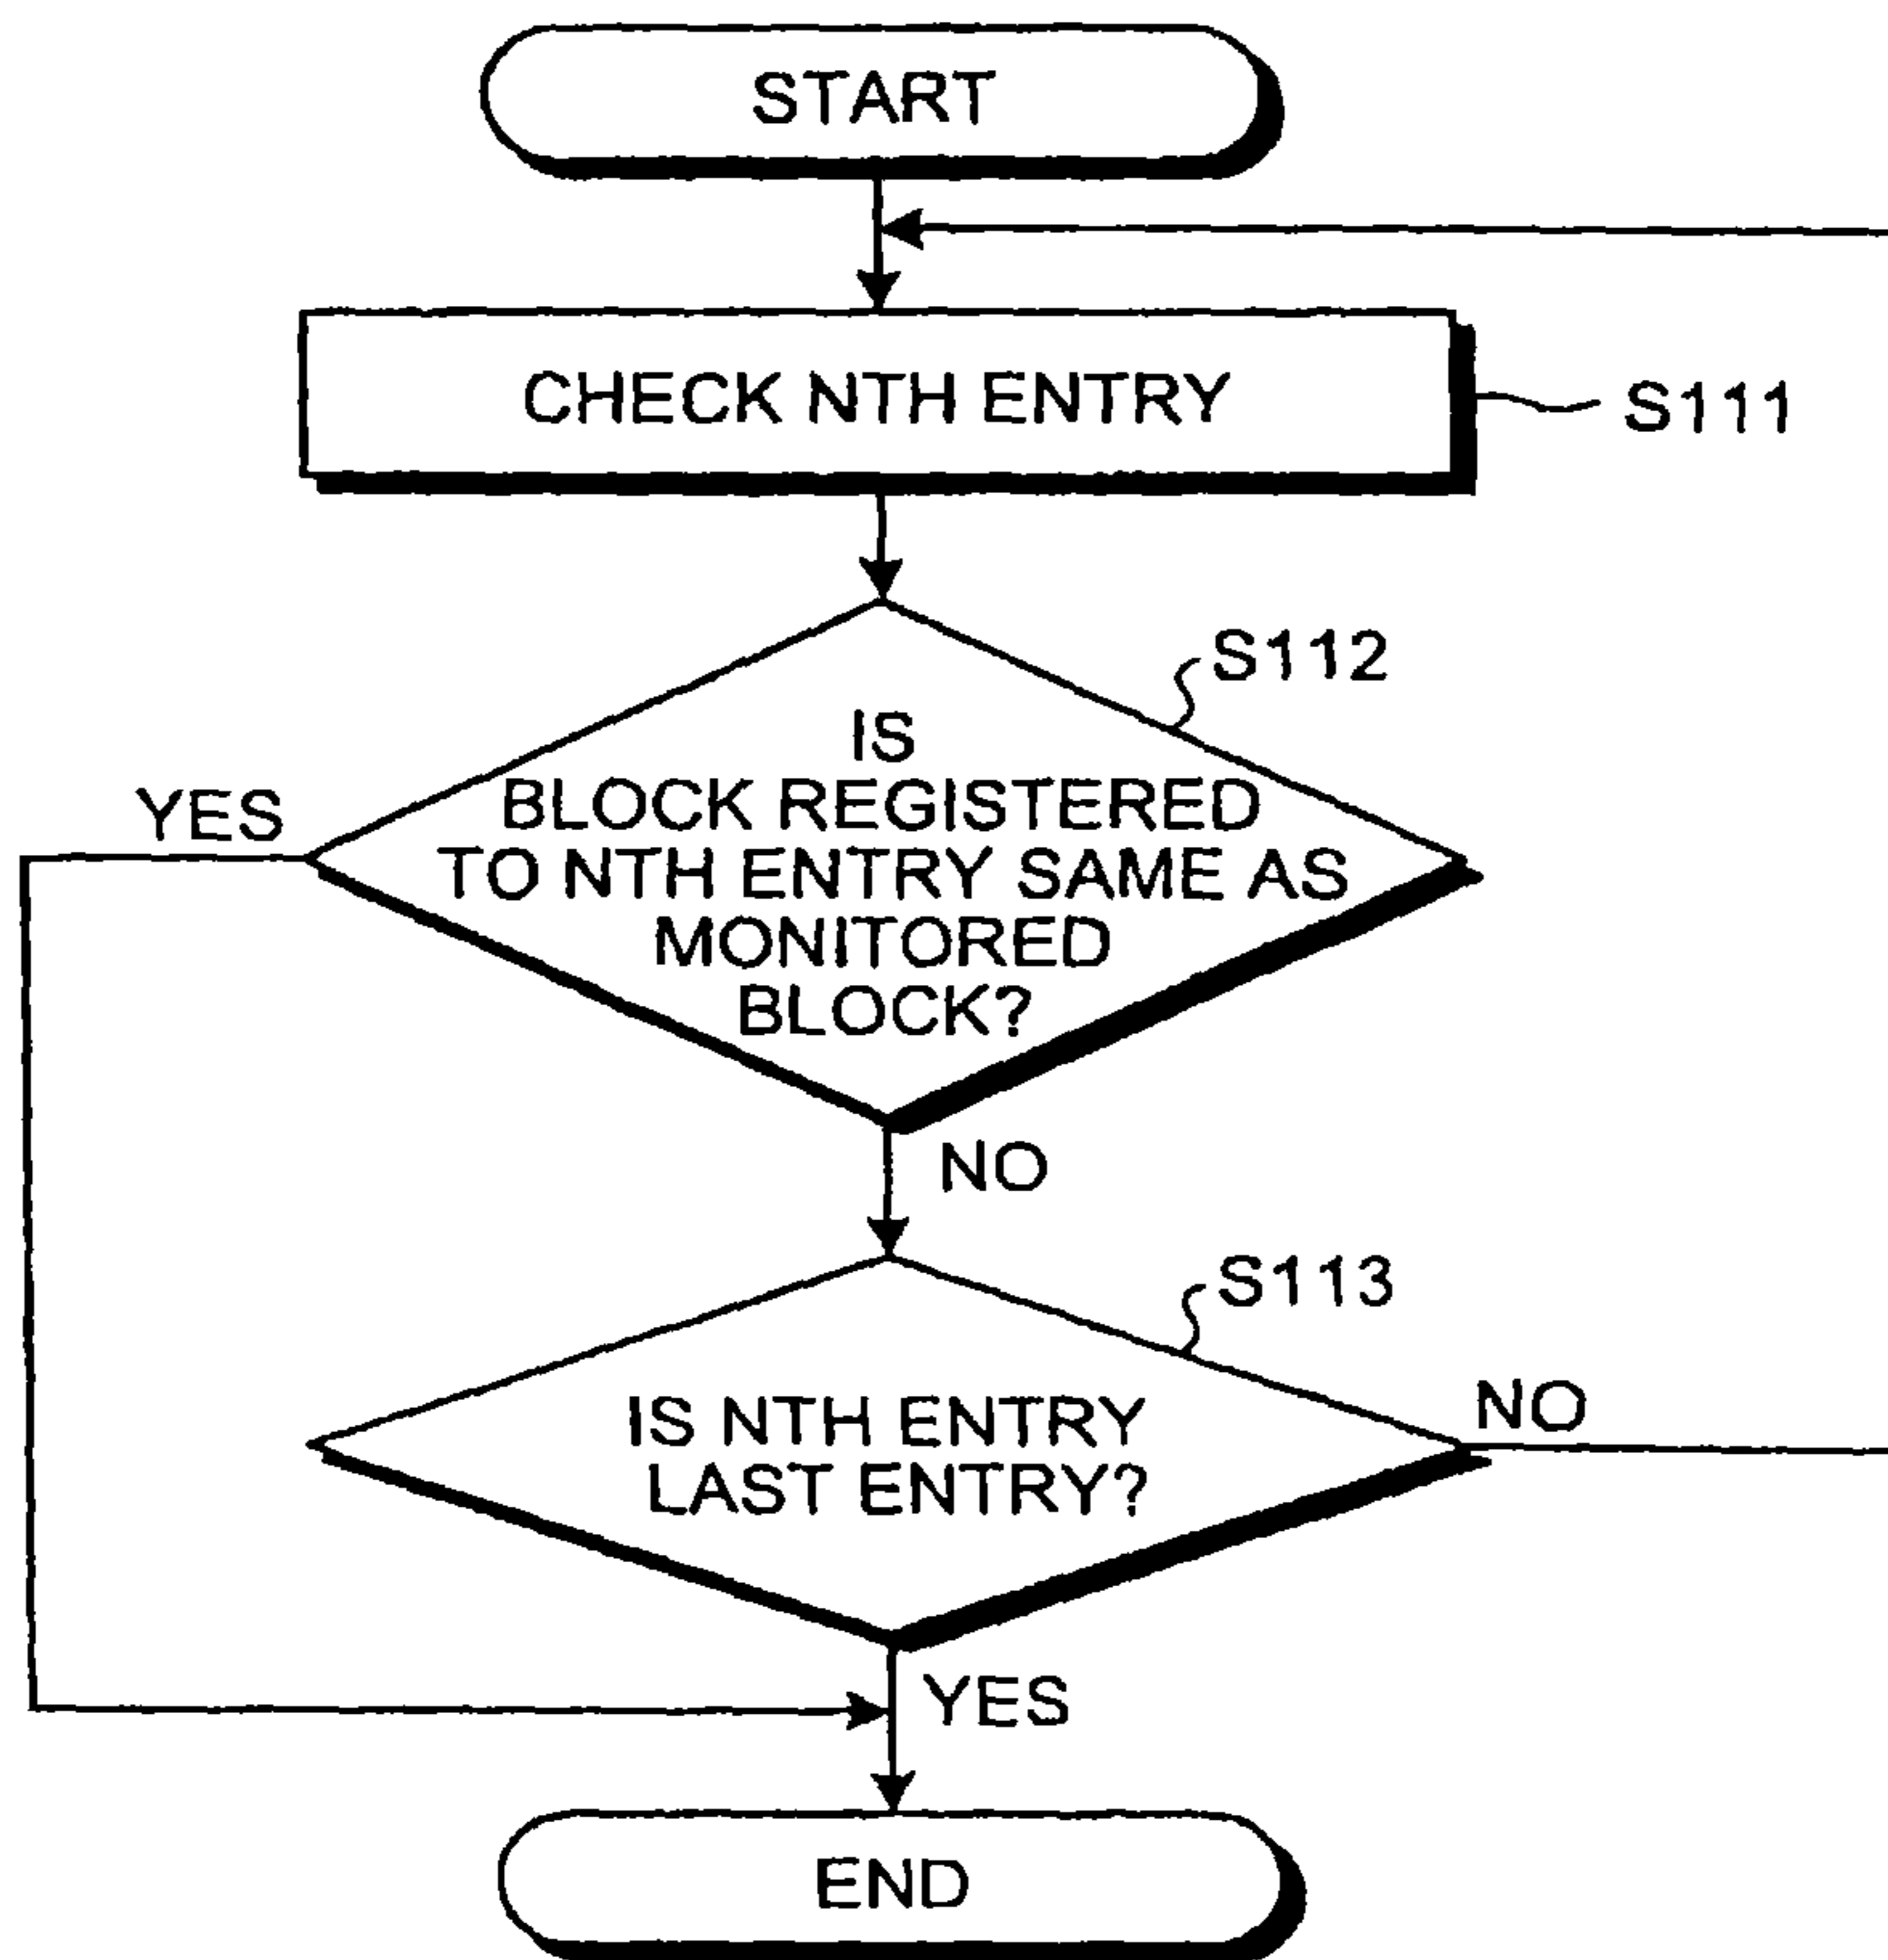 START
CHECK NTH ENTRY
S111
S112
IS
BLOCK REGISTERED
TO NTH ENTRY SAME AS
MONITORED
BLOCK?
YES
NO
S113
IS NTH ENTRY
LAST ENTRY?
NO
YES
END